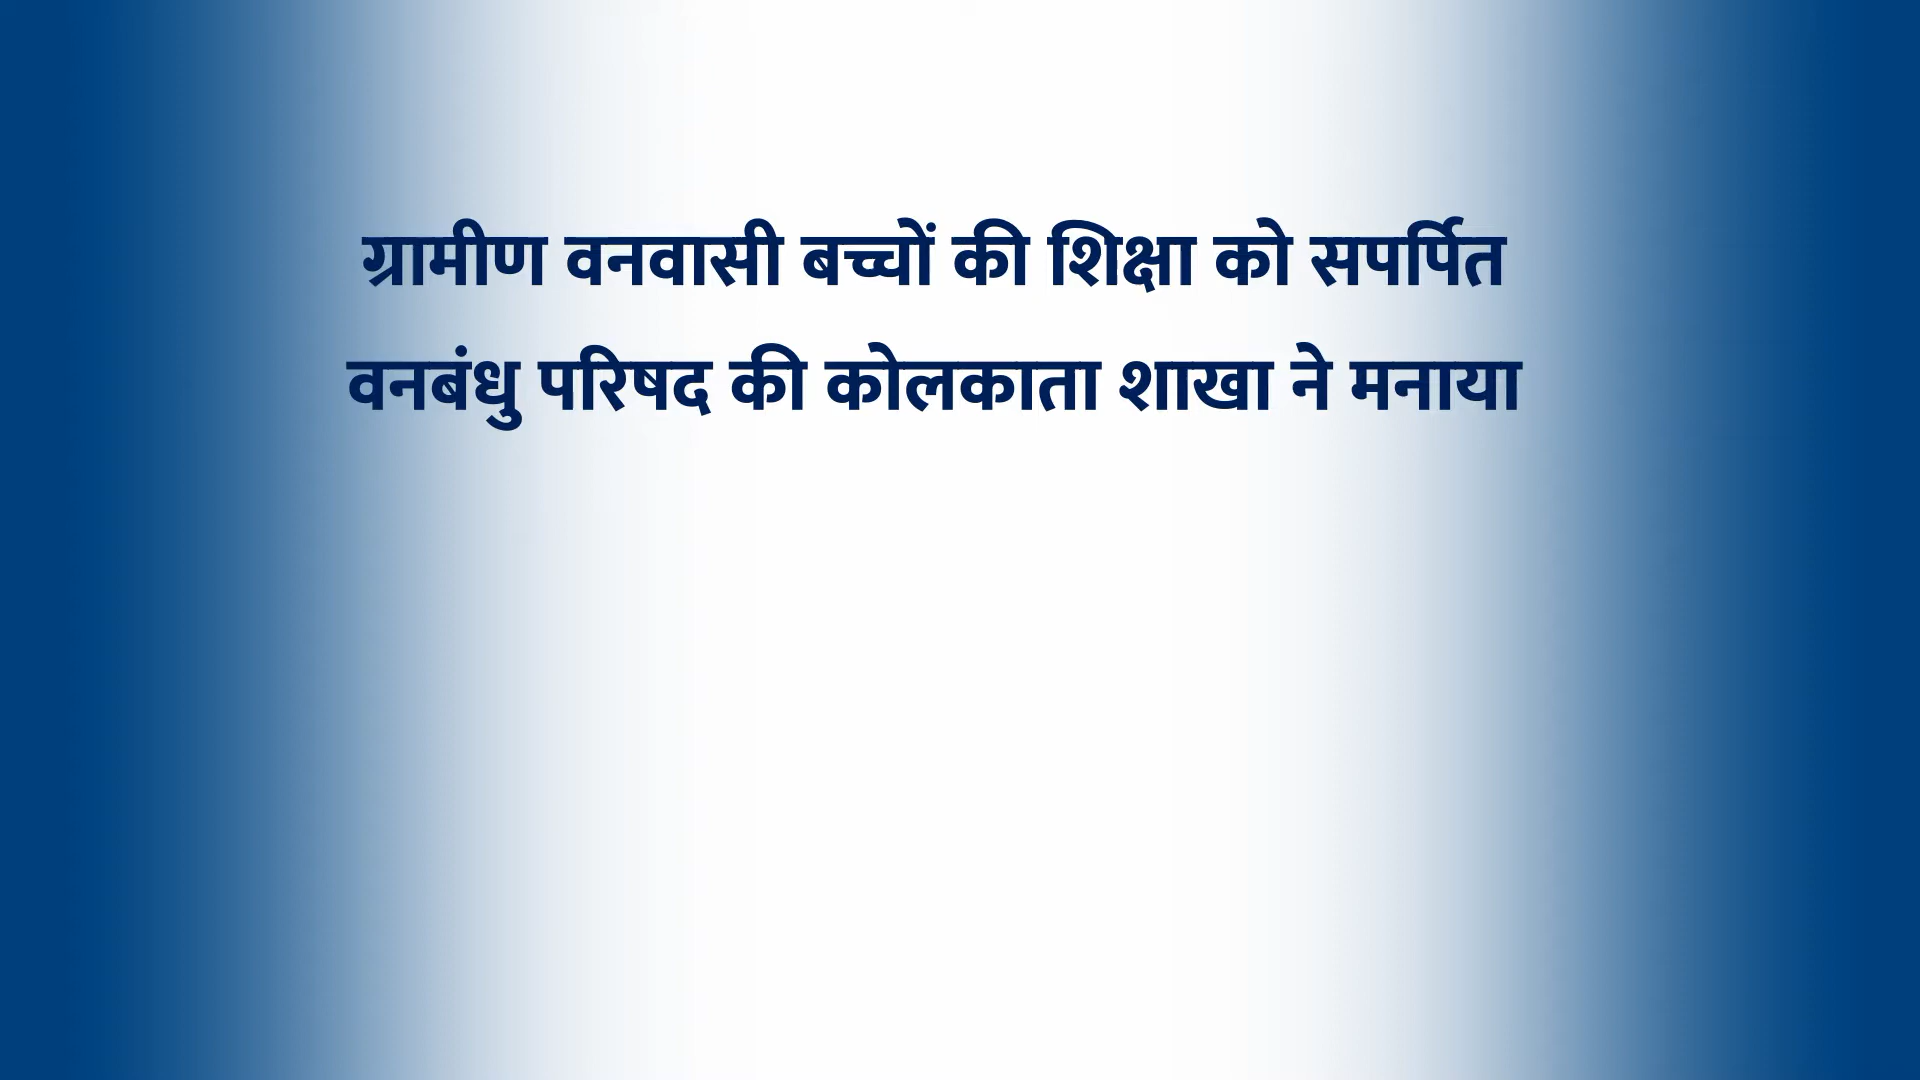 ग्रामीण वनवासी बच्चों की शिक्षा को सपर्पित
वनबंधु परिषद की कोलकाता शाखा ने मनाया